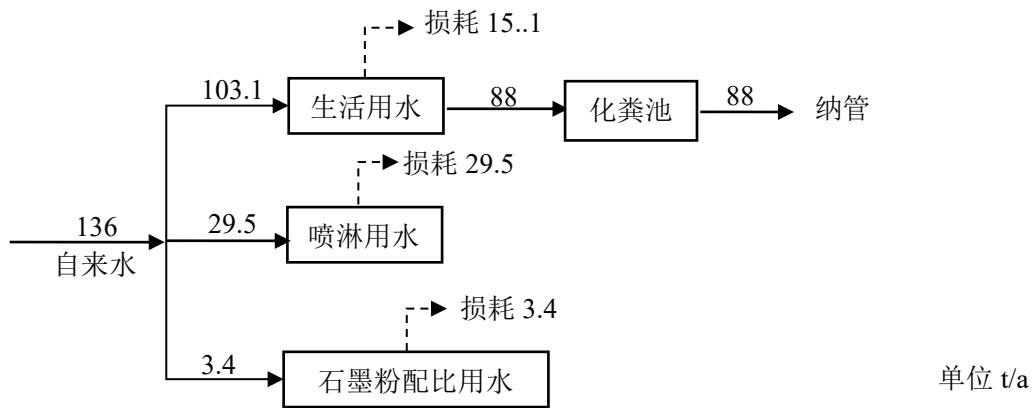 损耗 15..1
103.1
生活用水
88
化粪池
88
纳管
损耗 29.5
136
自来水
29.5
喷淋用水
损耗 3.4
3.4
石墨粉配比用水
单位 t/a